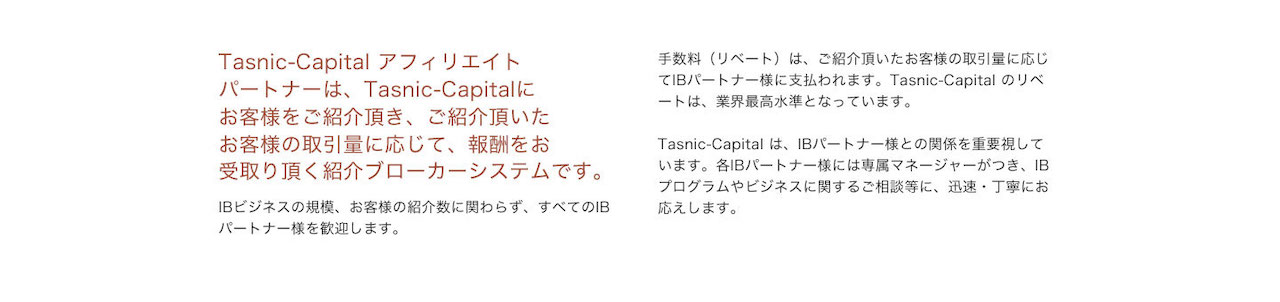 Tasnic-Capital アフィリエイト
パートナーは、Tasnic-Capitalに
お客様をご紹介頂き、ご紹介頂いた
お客様の取引量に応じて、報酬をお
受取り頂く紹介ブローカーシステムです。
IBビジネスの規模、お客様の紹介数に関わらず、すべてのIB
パートナー様を歓迎します。
手数料（リベート）は、ご紹介頂いたお客様の取引量に応じ
てIBパートナー様に支払われます。Tasnic-Capital のリベ
ートは、業界最高水準となっています。
Tasnic-Capital は、IBパートナー様との関係を重要視して
います。各IBパートナー様には専属マネージャーがつき、IB
プログラムやビジネスに関するご相談等に、迅速・丁寧にお
応えします。